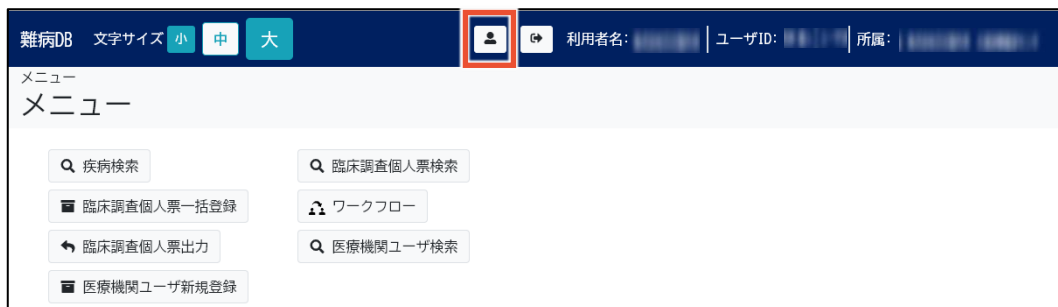 難病DB 文字サイズ 小 中 大 利用者名: ユーザID: 所属:
メニュー
メニュー
疾病検索 臨床調査個人票検索
臨床調査個人票一括登録 ワークフロー
臨床調査個人票出力 医療機関ユーザ検索
医療機関ユーザ新規登録